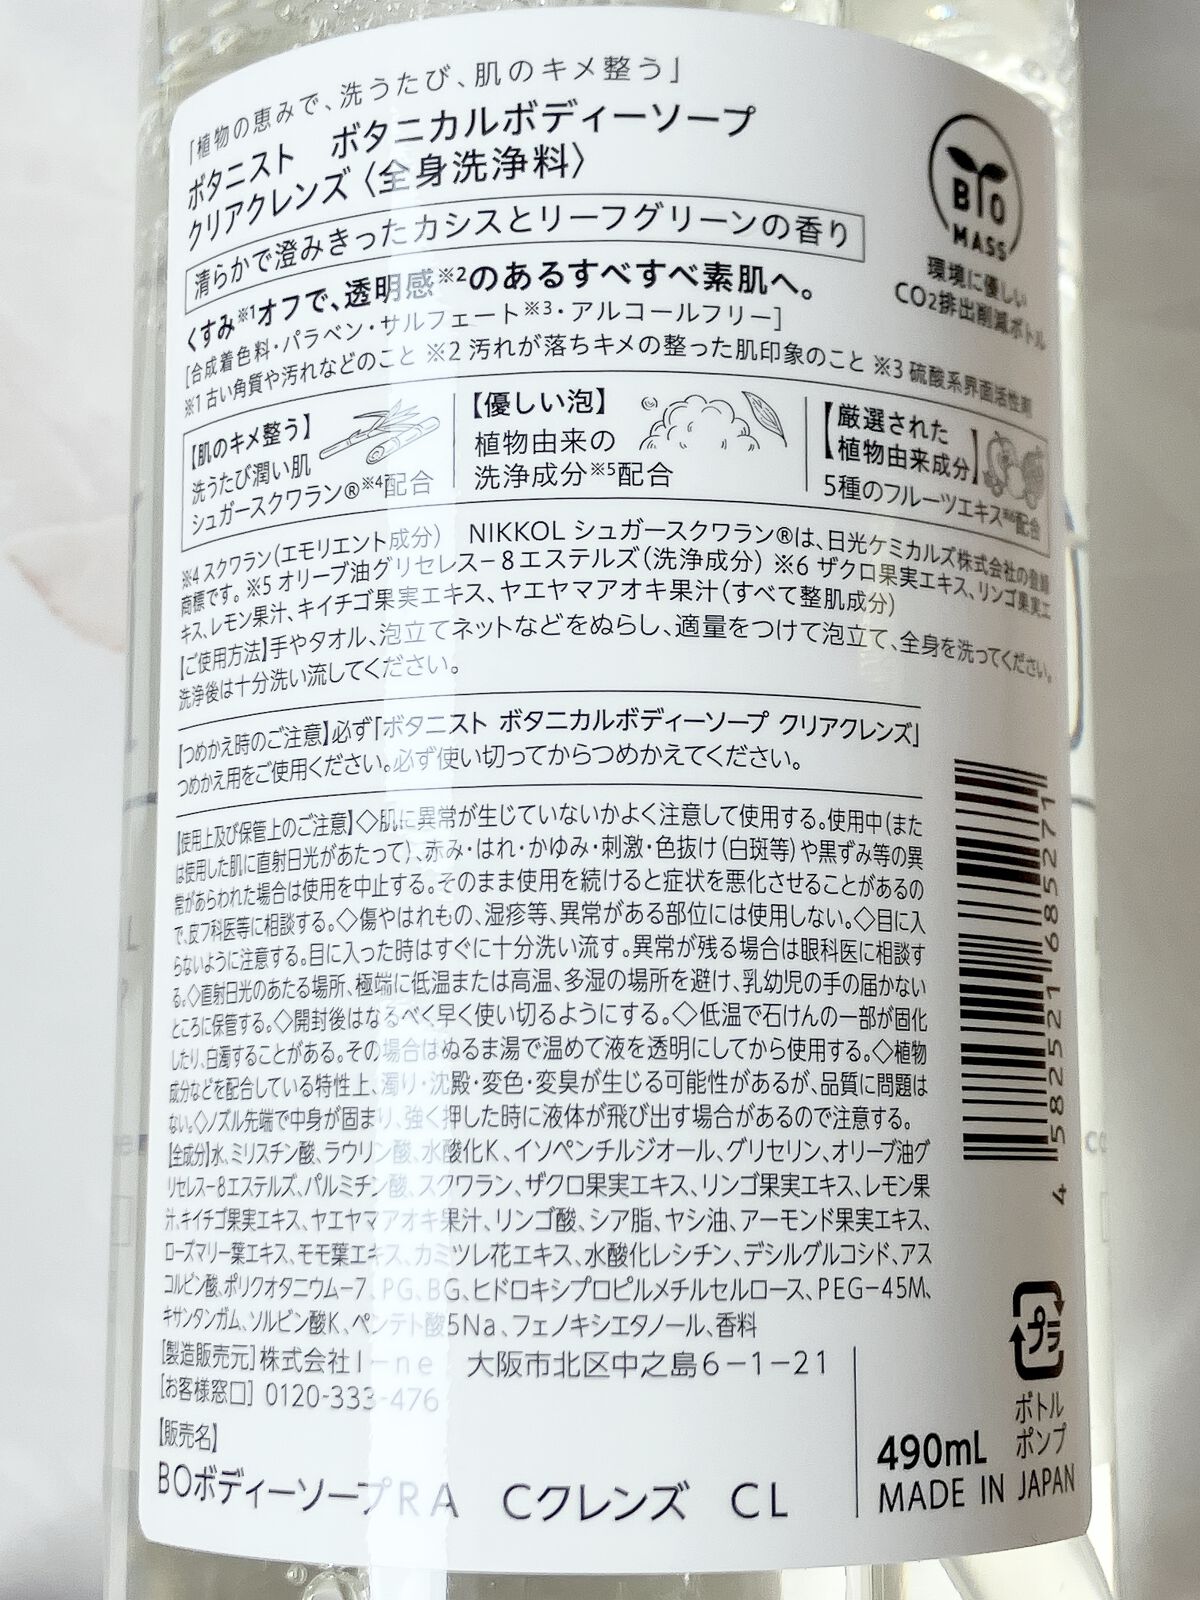 「植物の恵みで、洗うたび、肌のキメ整う」
ボタニスト ボタニカルボディーソープ
クリアクレンズ〈全身洗浄料〉
清らかで澄みきったカシスとリーフグリーンの香り
くすみ※1オフで、透明感※2のあるすべすべ素肌へ。
[合成着色料・パラベン・サルフェート※3・アルコールフリー]
※1 古い角質や汚れなどのこと ※2 汚れが落ちキメの整った肌印象のこと ※3 硫酸系界面活性剤
BIO
MASS
環境に優しい
CO2排出削減ボトル
【肌のキメ整う】
洗うたび潤い肌
シュガースクワラン®※4配合
【優しい泡】
植物由来の
洗浄成分※5配合
【厳選された
植物由来成分】
5種のフルーツエキス※6配合
※4 スクワラン(エモリエント成分) NIKKOL シュガースクワラン®は、日光ケミカルズ株式会社の登録
商標です。 ※5 オリーブ油グリセレス－8エステルズ(洗浄成分) ※6 ザクロ果実エキス、リンゴ果実エ
キス、レモン果汁、キイチゴ果実エキス、ヤエヤマアオキ果汁(すべて整肌成分)
【ご使用方法】手やタオル、泡立てネットなどをぬらし、適量をつけて泡立て、全身を洗ってください。
洗浄後は十分洗い流してください。
【つめかえ時のご注意】必ず「ボタニスト ボタニカルボディーソープ クリアクレンズ」
つめかえ用をご使用ください。必ず使い切ってからつめかえてください。
【使用上及び保管上のご注意】◇肌に異常が生じていないかよく注意して使用する。使用中(また
は使用した肌に直射日光があたって)、赤み・はれ・かゆみ・刺激・色抜け(白斑等)や黒ずみ等の異
常があらわれた場合は使用を中止する。そのまま使用を続けると症状を悪化させることがあるの
で、皮フ科医等に相談する。◇傷やはれもの、湿疹等、異常がある部位には使用しない。◇目に入
らないように注意する。目に入った時はすぐに十分洗い流す。異常が残る場合は眼科医に相談す
る。◇直射日光のあたる場所、極端に低温または高温、多湿の場所を避け、乳幼児の手の届かない
ところに保管する。◇開封後はなるべく早く使い切るようにする。◇低温で石けんの一部が固化
したり、白濁することがある。その場合はぬるま湯で温めて液を透明にしてから使用する。◇植物
成分などを配合している特性上、濁り・沈殿・変色・変臭が生じる可能性があるが、品質に問題は
ない。◇ノズル先端で中身が固まり、強く押した時に液体が飛び出す場合があるので注意する。
【全成分】水、ミリスチン酸、ラウリン酸、水酸化K、イソペンチルジオール、グリセリン、オリーブ油グ
リセレス－8エステルズ、パルミチン酸、スクワラン、ザクロ果実エキス、リンゴ果実エキス、レモン果
汁、キイチゴ果実エキス、ヤエヤマアオキ果汁、リンゴ酸、シア脂、ヤシ油、アーモンド果実エキス、
ローズマリー葉エキス、モモ葉エキス、カミツレ花エキス、水酸化レシチン、デシルグルコシド、アス
コルビン酸、ポリクオタニウム－7、PG、BG、ヒドロキシプロピルメチルセルロース、PEG－45M、
キサンタンガム、ソルビン酸K、ペンテト酸5Na、フェノキシエタノール、香料
[製造販売元]株式会社I－ne 大阪市北区中之島6－1－21
[お客様窓口] 0120-333-476
【販売名】
BOボディーソープRA Cクレンズ CL
4 582521 685271
プラ
ボトル
ポンプ
490mL
MADE IN JAPAN